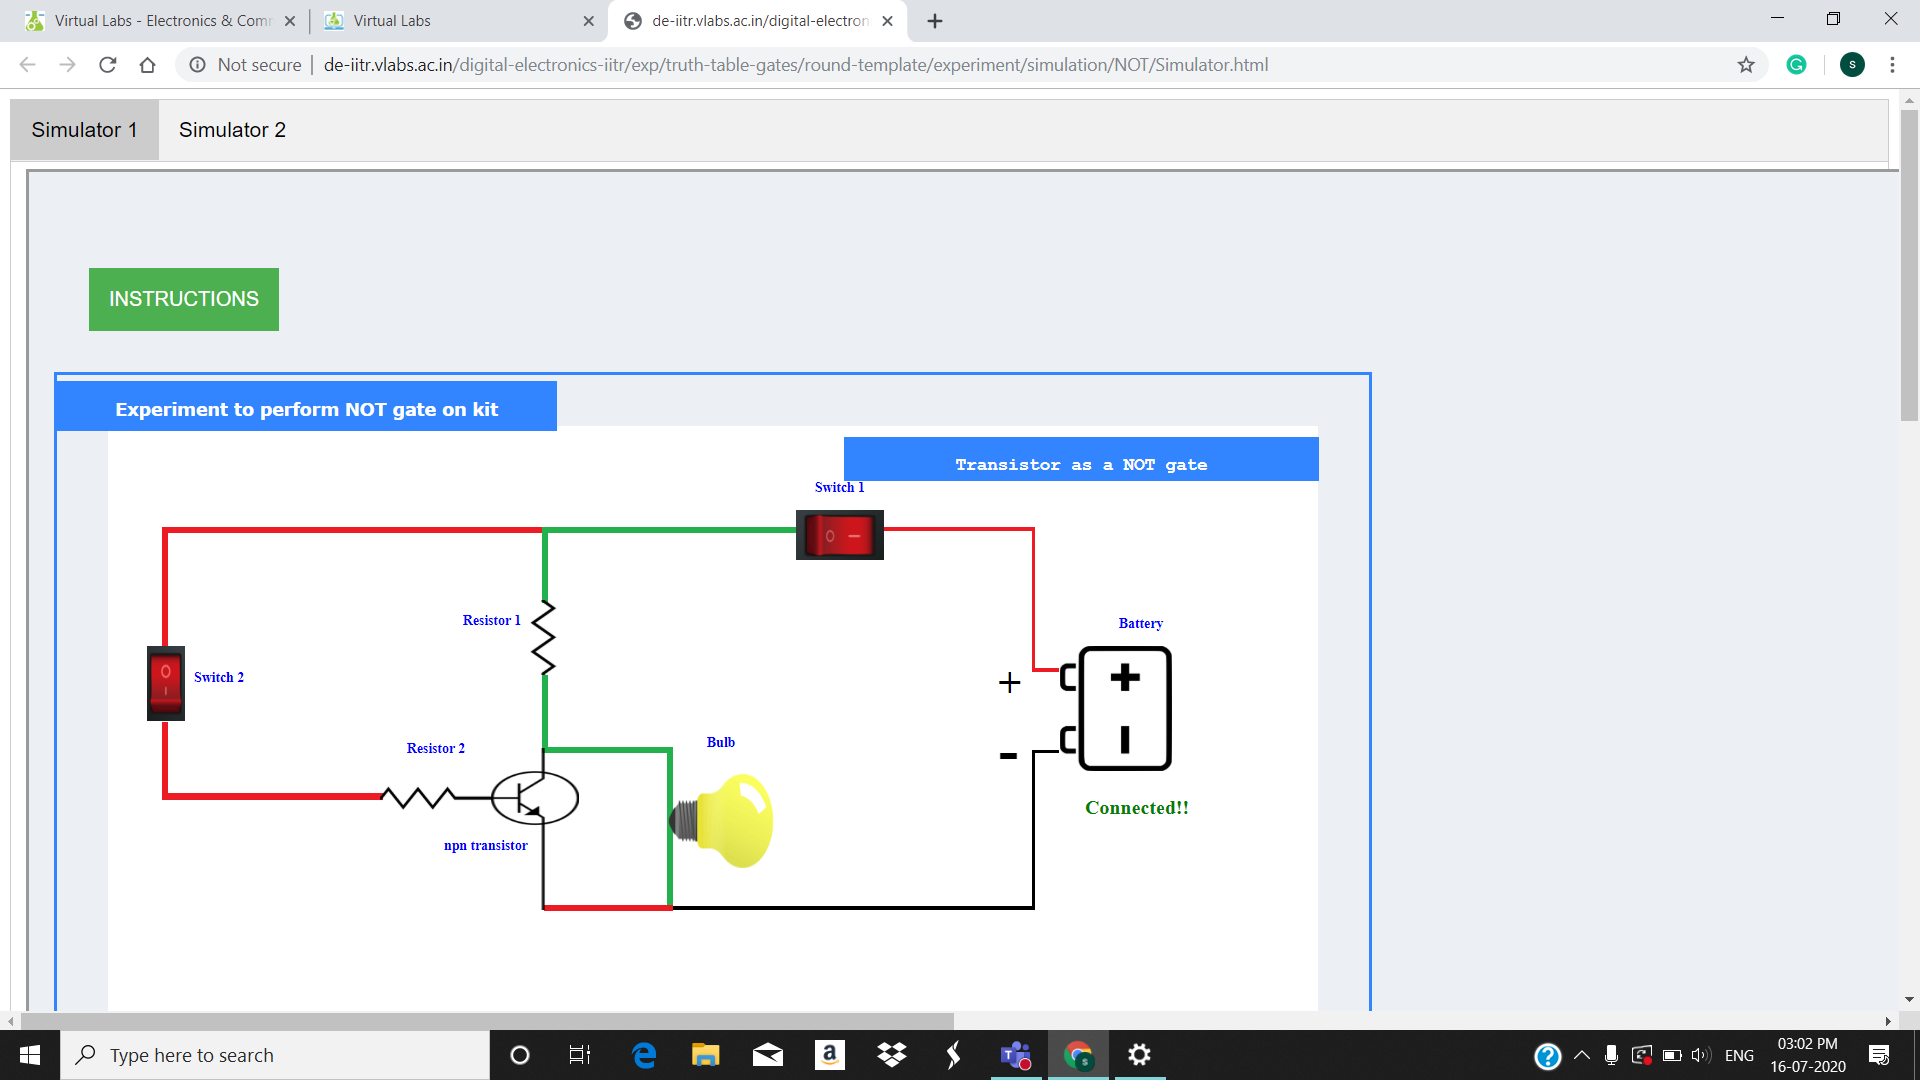 Virtual Labs - Electronics & Com
Virtual Labs
de-iitr.vlabs.ac.in/digital-electron
Not secure
de-iitr.vlabs.ac.in/digital-electronics-iitr/exp/truth-table-gates/round-template/experiment/simulation/NOT/Simulator.html
S
Simulator 1
Simulator 2
INSTRUCTIONS
Experiment to perform NOT gate on kit
Transistor as a NOT gate
Switch 1
Resistor 1
Battery
+
Switch 2
+
Resistor 2
Bulb
-
Connected!!
npn transistor
Type here to search
ENG
03:02 PM
16-07-2020